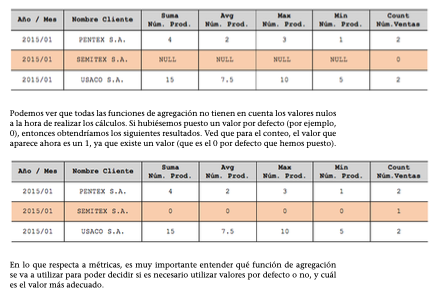 Año / Mes Nombre Cliente Suma Núm. Prod. Avg Núm. Prod. Max Núm. Prod. Min Núm. Prod. Count Núm.Ventas
2015/01 PENTEX S.A. 4 2 3 1 2
2015/01 SEMITEX S.A. NULL NULL NULL NULL 0
2015/01 USACO S.A. 15 7.5 10 5 2
Podemos ver que todas las funciones de agregación no tienen en cuenta los valores nulos
a la hora de realizar los cálculos. Si hubiésemos puesto un valor por defecto (por ejemplo,
0), entonces obtendríamos los siguientes resultados. Ved que para el conteo, el valor que
aparece ahora es un 1, ya que existe un valor (que es el 0 por defecto que hemos puesto).
Año / Mes Nombre Cliente Suma Núm. Prod. Avg Núm. Prod. Max Núm. Prod. Min Núm. Prod. Count Núm.Ventas
2015/01 PENTEX S.A. 4 2 3 1 2
2015/01 SEMITEX S.A. 0 0 0 0 1
2015/01 USACO S.A. 15 7.5 10 5 2
En lo que respecta a métricas, es muy importante entender qué función de agregación
se va a utilizar para poder decidir si es necesario utilizar valores por defecto o no, y cuál
es el valor más adecuado.